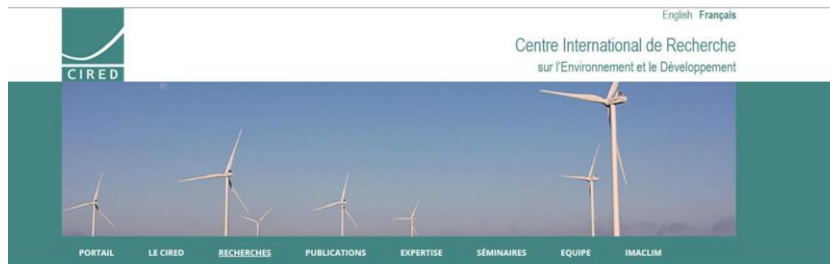 English Français
Centre International de Recherche
sur l'Environnement et le Développement
CIRED
PORTAIL LE CIRED RECHERCHES PUBLICATIONS EXPERTISE SÉMINAIRES EQUIPE IMACLIM